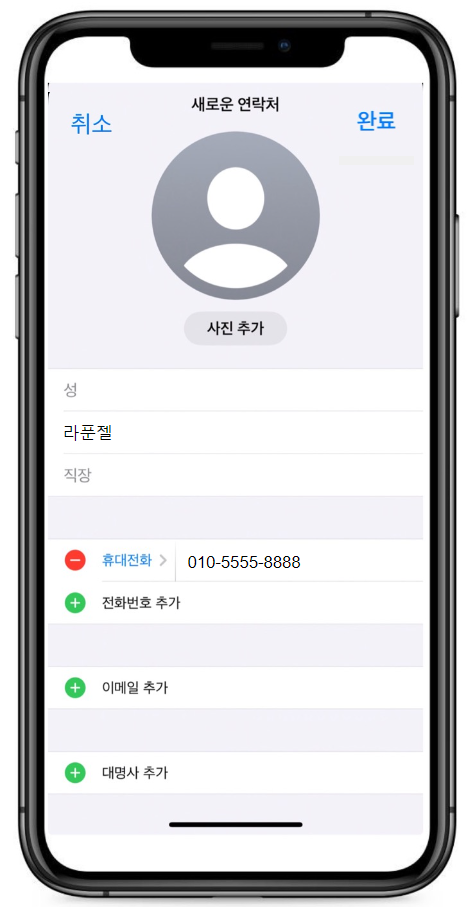 새로운 연락처
취소
완료
사진 추가
성
라푼젤
직장
휴대전화 010-5555-8888
전화번호 추가
이메일 추가
대명사 추가